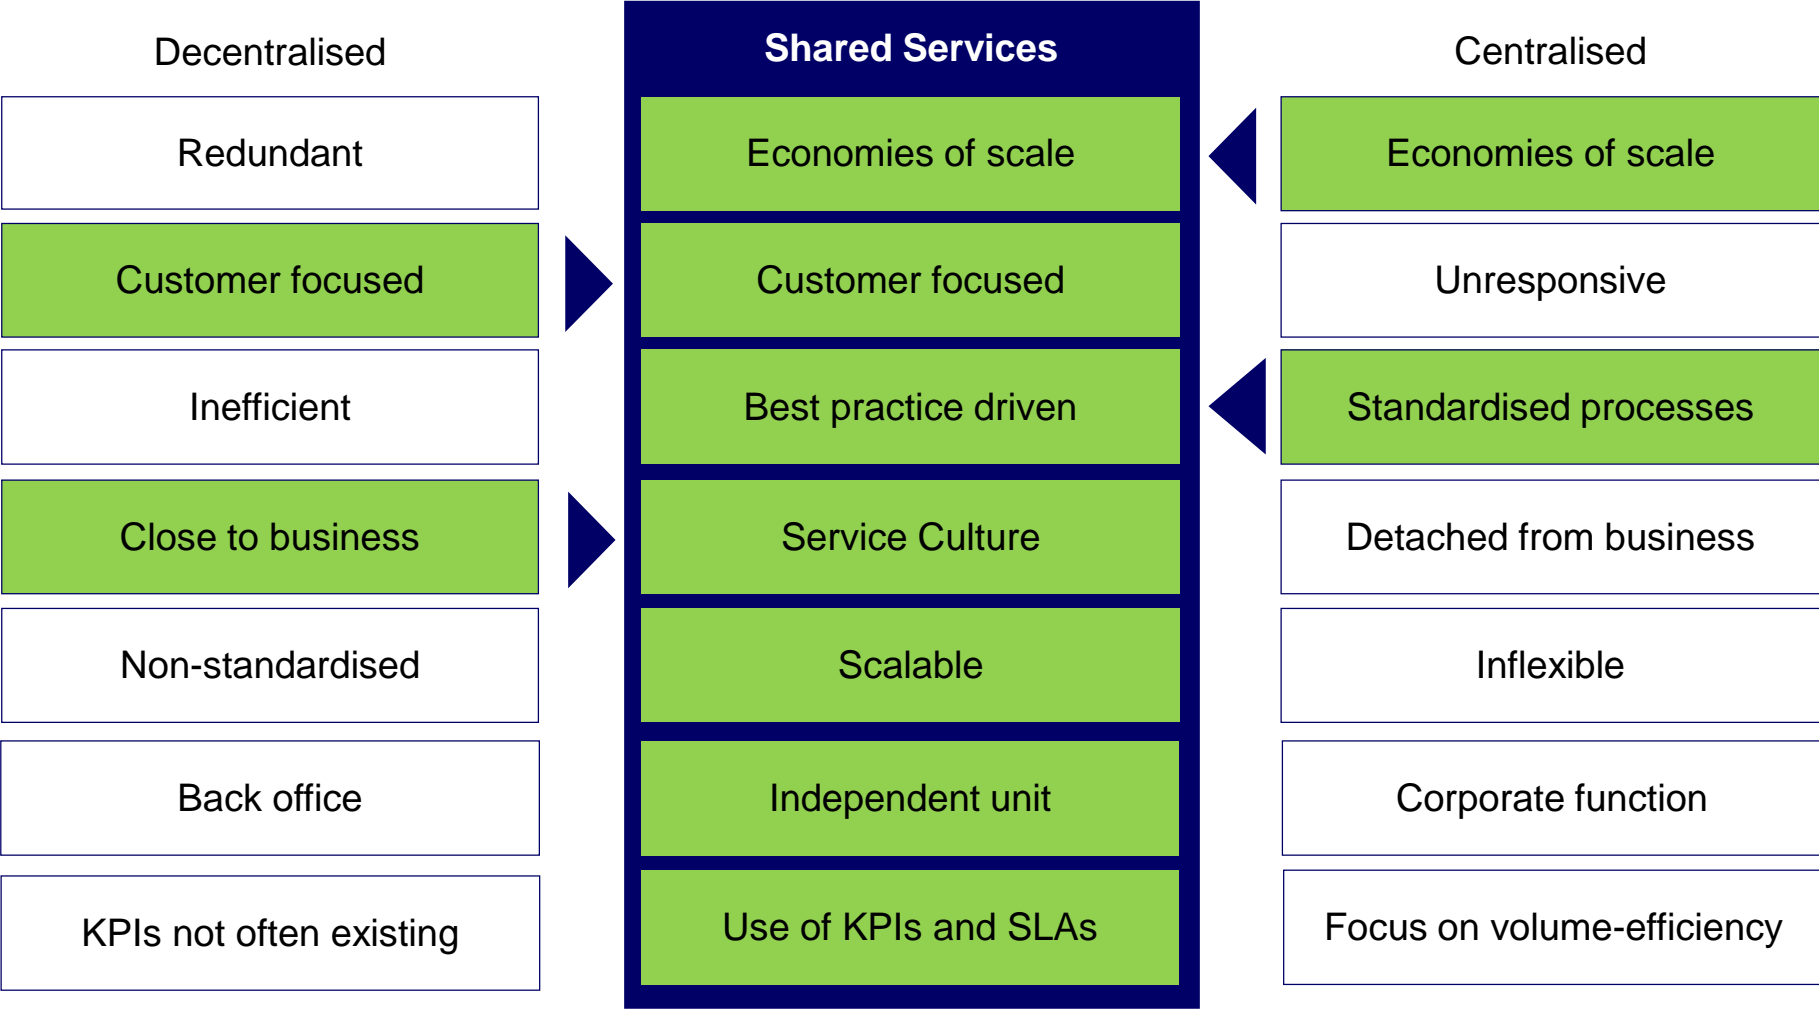 Decentralised
Shared Services
Centralised
Redundant
Economies of scale
Economies of scale
Customer focused
Customer focused
Unresponsive
Inefficient
Best practice driven
Standardised processes
Close to business
Service Culture
Detached from business
Non-standardised
Scalable
Inflexible
Back office
Independent unit
Corporate function
KPIs not often existing
Use of KPIs and SLAs
Focus on volume-efficiency